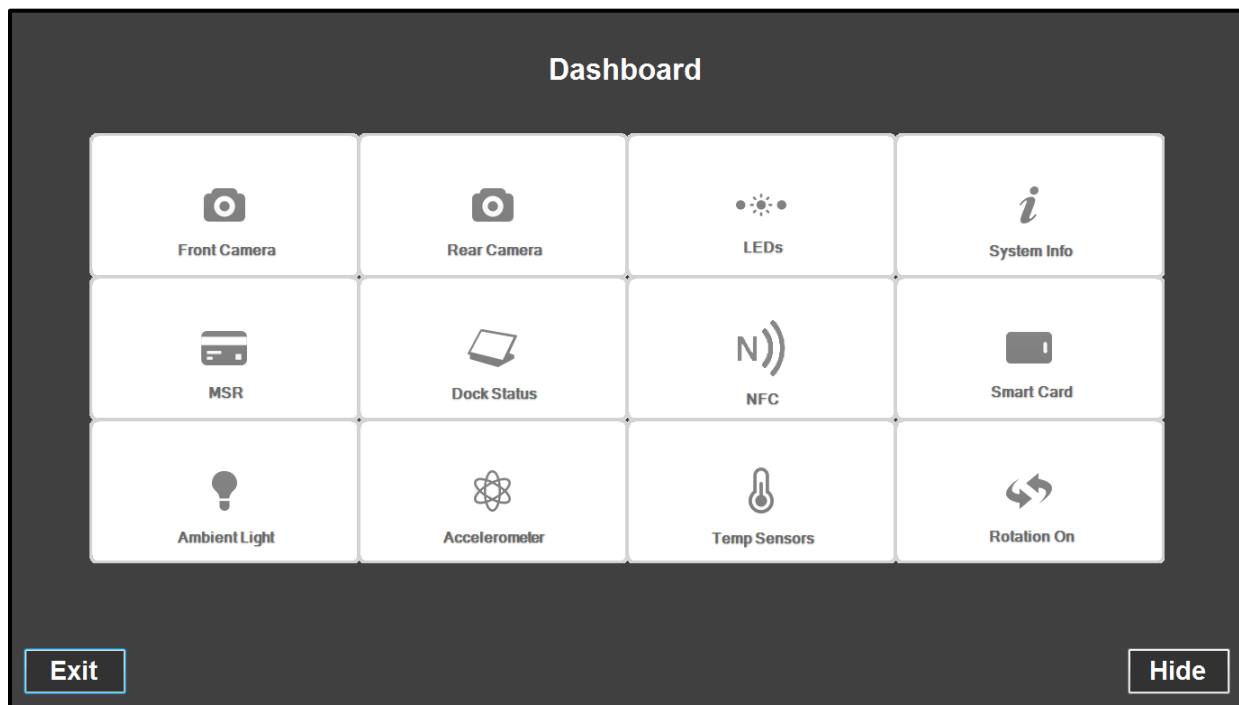 Dashboard
Front Camera
Rear Camera
LEDs
System Info
MSR
Dock Status
N
NFC
Smart Card
Ambient Light
Accelerometer
Temp Sensors
Rotation On
Exit
Hide